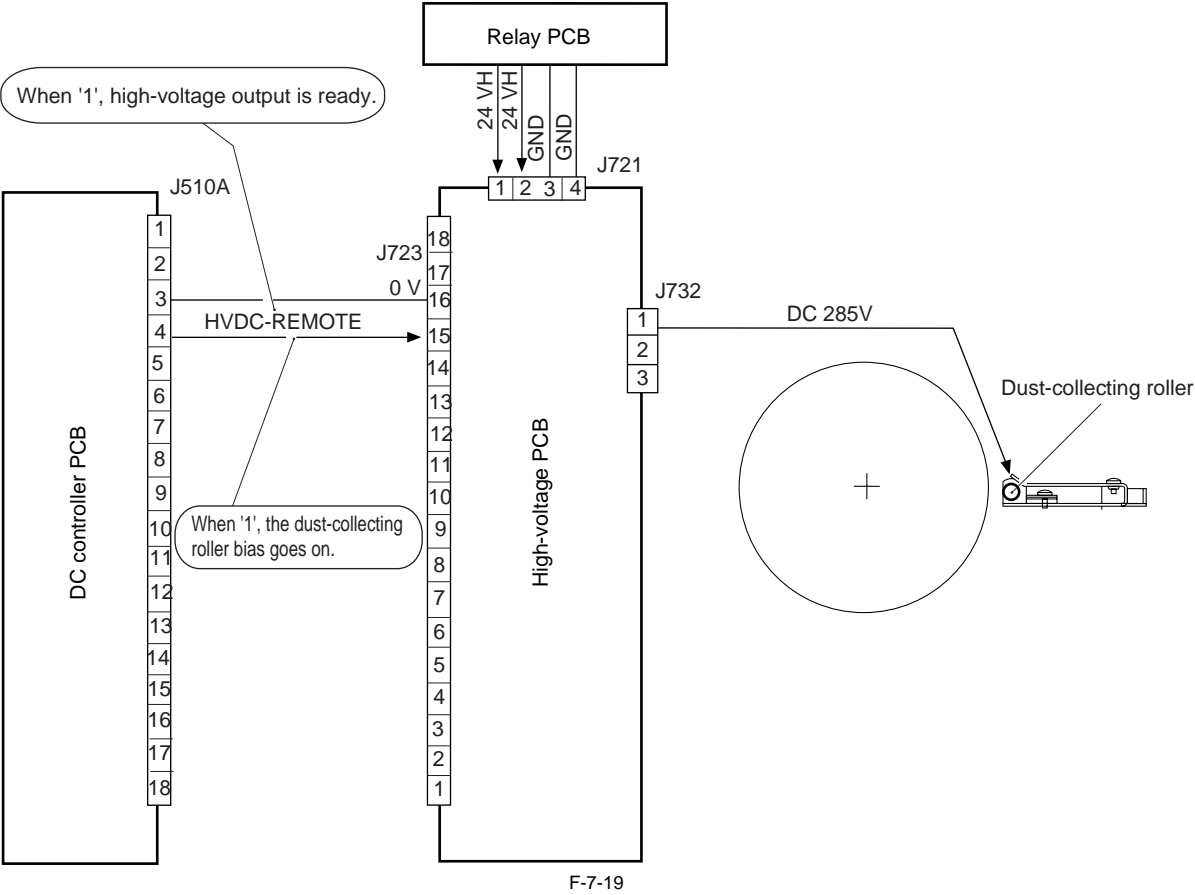 Relay PCB
When '1', high-voltage output is ready.
24 VH
24 VH
GND
GND
J721
1 2 3 4
J510A
1
2
3
4
5
6
7
8
9
10
11
12
13
14
15
16
17
18
DC controller PCB
J723
0 V
HVDC-REMOTE
When '1', the dust-collecting
roller bias goes on.
18
17
16
15
14
13
12
11
10
9
8
7
6
5
4
3
2
1
High-voltage PCB
J732
1
2
3
DC 285V
Dust-collecting roller
F-7-19